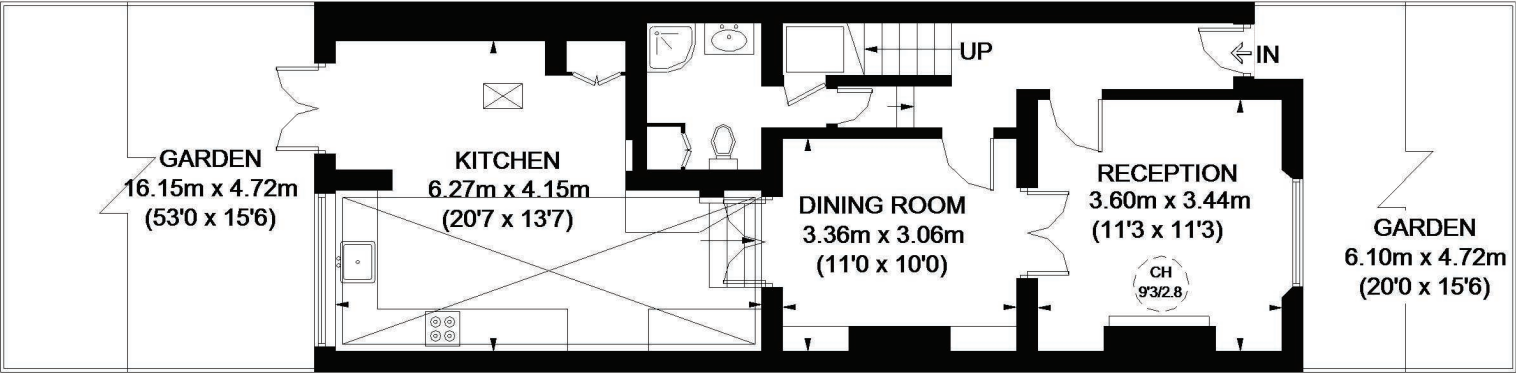 GARDEN
16.15m x 4.72m
(53'0 x 15'6)
KITCHEN
6.27m x 4.15m
(20'7 x 13'7)
UP
IN
DINING ROOM
3.36m x 3.06m
(11'0 x 10'0)
RECEPTION
3.60m x 3.44m
(11'3 x 11'3)
CH
9'3/2.8
GARDEN
6.10m x 4.72m
(20'0 x 15'6)